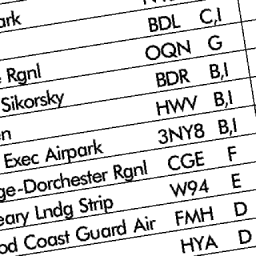 ark
BDL C,I
Rgnl OQN G
Sikorsky BDR B,I
n HWV B,I
Exec Airpark 3NY8 B,I
ge-Dorchester Rgnl CGE F
eary Lndg Strip W94 E
od Coast Guard Air FMH D
HYA D